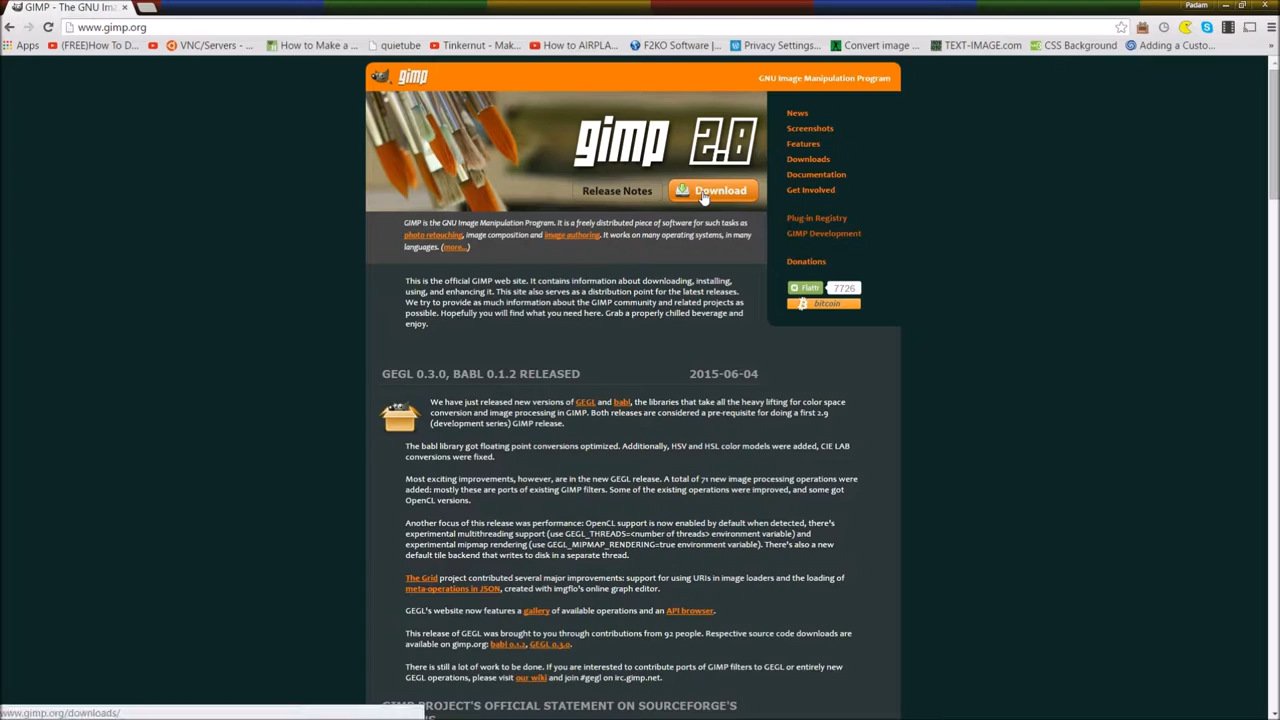 GIMP - The GNU Ima
Padam
www.gimp.org
Apps
(FREE)How To D...
VNC/Servers - ...
How to Make a ...
quietube
Tinkernut - Mak...
How to AIRPLA...
F2KO Software |...
Privacy Settings...
Convert image ...
TEXT-IMAGE.com
CSS Background
Adding a Custo...
gimp
GNU Image Manipulation Program
gimp 2.8
Release Notes
Download
News
Screenshots
Features
Downloads
Documentation
Get Involved
Plug-in Registry
GIMP Development
Donations
Flattr
7726
bitcoin
GIMP is the GNU Image Manipulation Program. It is a freely distributed piece of software for such tasks as
photo retouching, image composition and image authoring. It works on many operating systems, in many
languages. (more...)
This is the official GIMP web site. It contains information about downloading, installing,
using, and enhancing it. This site also serves as a distribution point for the latest releases.
We try to provide as much information about the GIMP community and related projects as
possible. Hopefully you will find what you need here. Grab a properly chilled beverage and
enjoy.
GEGL 0.3.0, BABL 0.1.2 RELEASED
2015-06-04
We have just released new versions of GEGL and babl, the libraries that take all the heavy lifting for color space
conversion and image processing in GIMP. Both releases are considered a pre-requisite for doing a first 2.9
(development series) GIMP release.
The babl library got floating point conversions optimized. Additionally, HSV and HSL color models were added, CIE LAB
conversions were fixed.
Most exciting improvements, however, are in the new GEGL release. A total of 71 new image processing operations were
added: mostly these are ports of existing GIMP filters. Some of the existing operations were improved, and some got
OpenCL versions.
Another focus of this release was performance: OpenCL support is now enabled by default when detected, there's
experimental multithreading support (use GEGL_THREADS=<number of threads> environment variable) and
experimental mipmap rendering (use GEGL_MIPMAP_RENDERING=true environment variable). There's also a new
default tile backend that writes to disk in a separate thread.
The Grid project contributed several major improvements: support for using URIs in image loaders and the loading of
meta-operations in JSON, created with imgflo's online graph editor.
GEGL's website now features a gallery of available operations and an API browser.
This release of GEGL was brought to you through contributions from 92 people. Respective source code downloads are
available on gimp.org: babl 0.1.2, GEGL 0.3.0.
There is still a lot of work to be done. If you are interested to contribute ports of GIMP filters to GEGL or entirely new
GEGL operations, please visit our wiki and join #gegl on irc.gimp.net.
GIMP PROJECT'S OFFICIAL STATEMENT ON SOURCEFORGE'S
www.gimp.org/downloads/